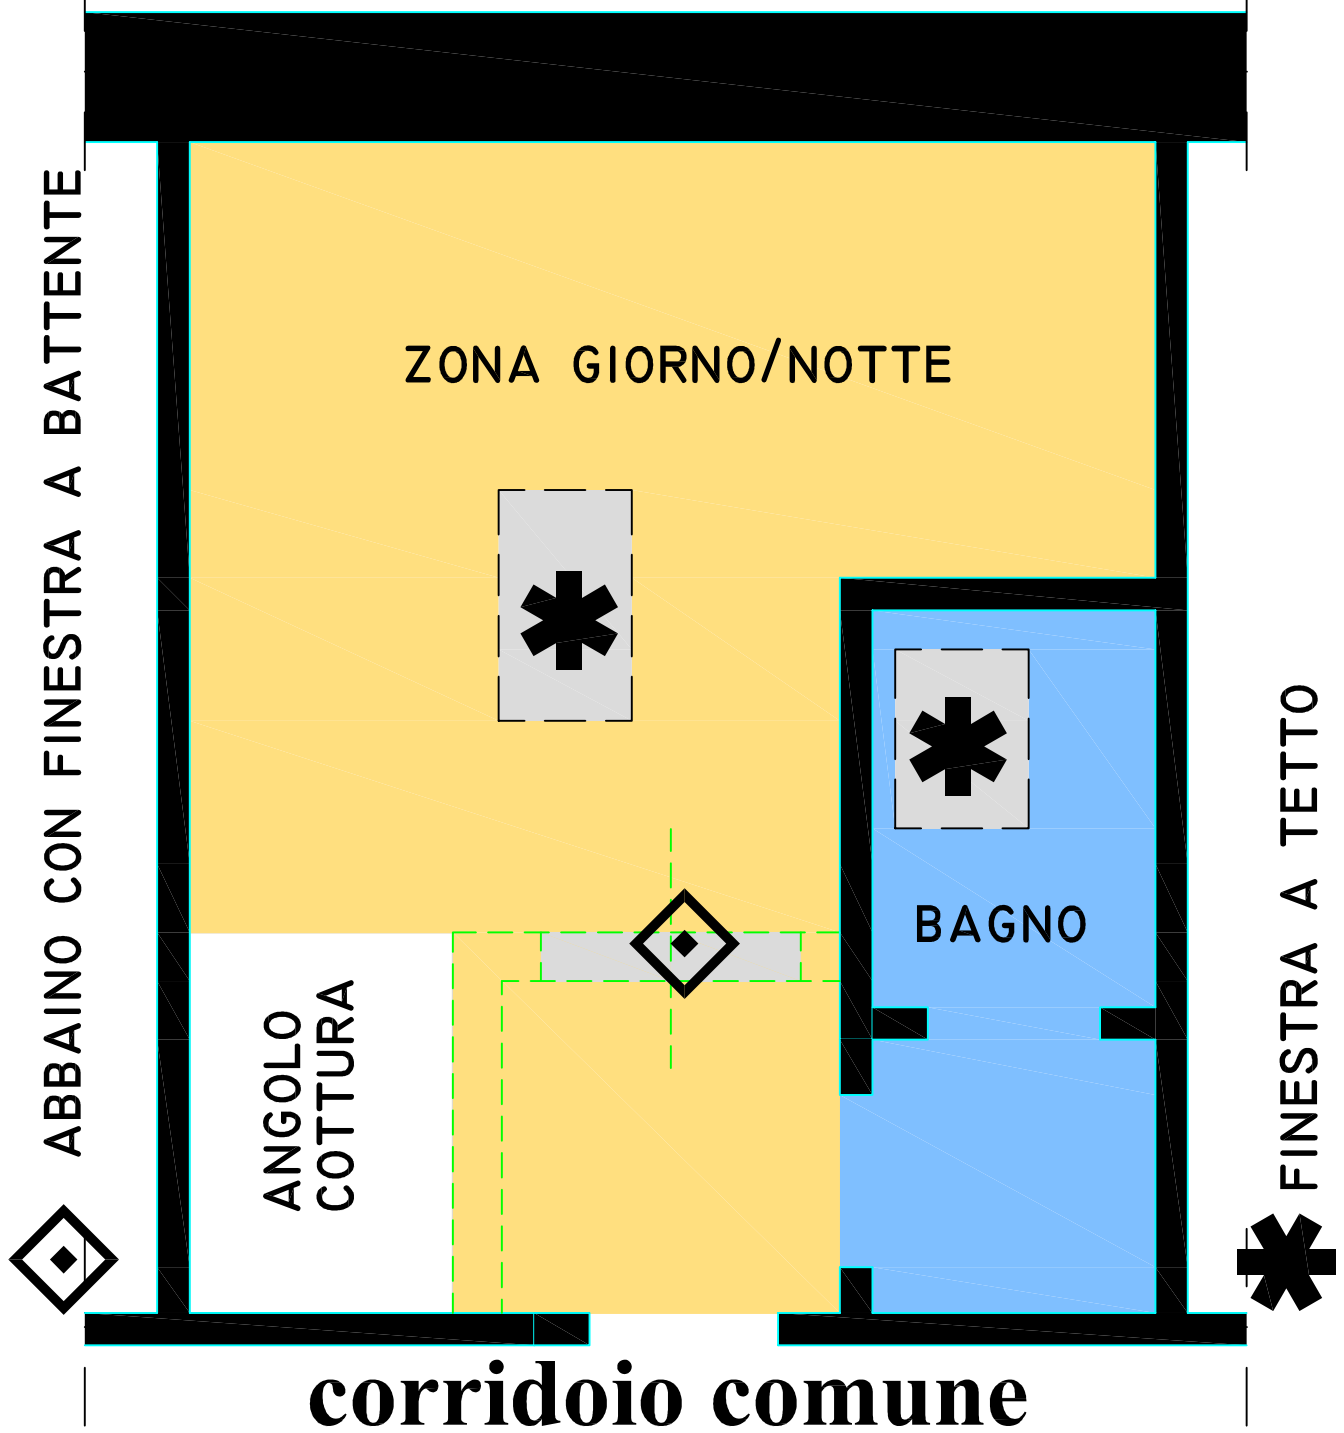 ABBAINO CON FINESTRA A BATTENTE
ZONA GIORNO/NOTTE
BAGNO
ANGOLO
COTTURA
FINESTRA A TETTO
corridoio comune